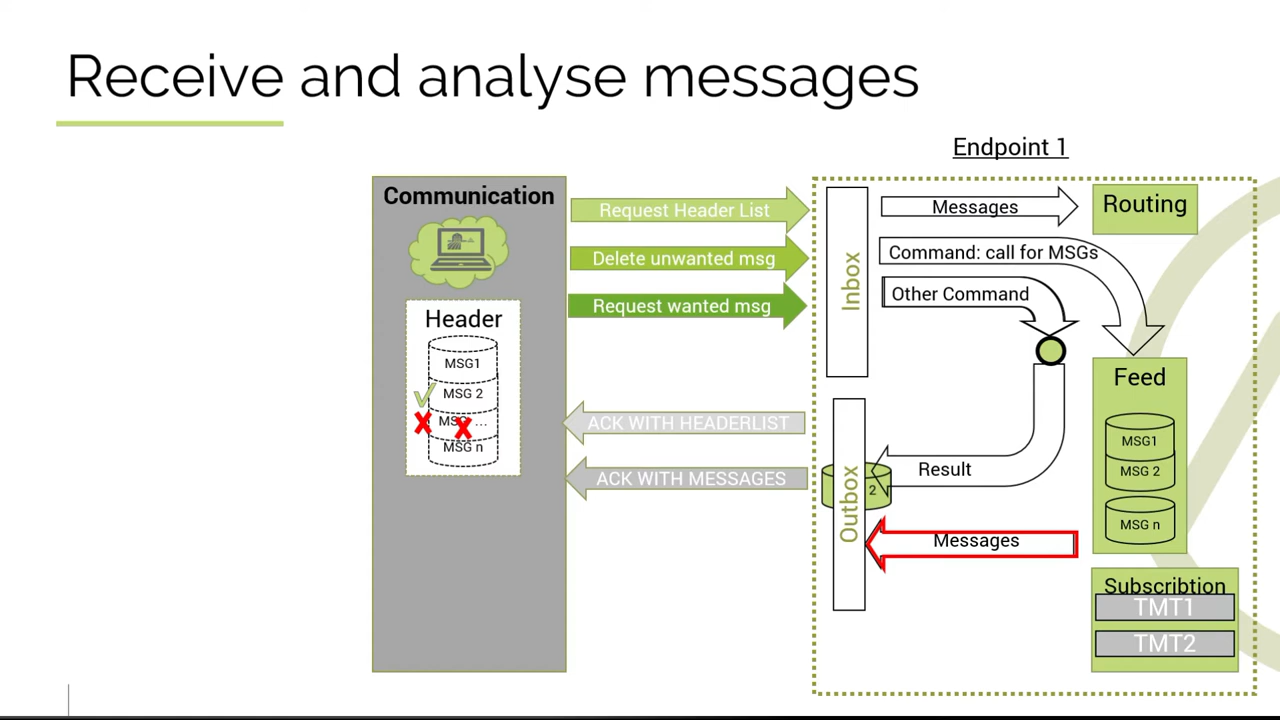 Receive and analyse messages
Endpoint 1
Communication
Request Header List
Delete unwanted msg
Request wanted msg
Header
MSG1
MSG 2
MSG ...
MSG n
ACK WITH HEADERLIST
ACK WITH MESSAGES
Inbox
Outbox
2
Messages
Routing
Command: call for MSGs
Other Command
Result
Messages
Feed
MSG1
MSG 2
MSG n
Subscribtion
TMT1
TMT2